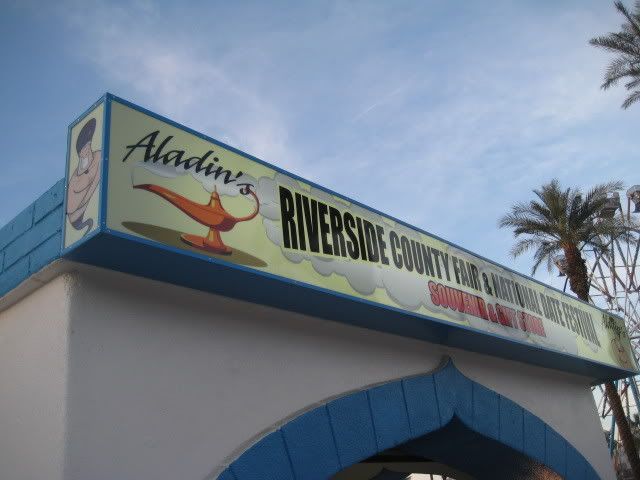 Aladin's
RIVERSIDE COUNTY FAIR & NATIONAL DATE FESTIVAL
SOUVENIR & GIFT STORE